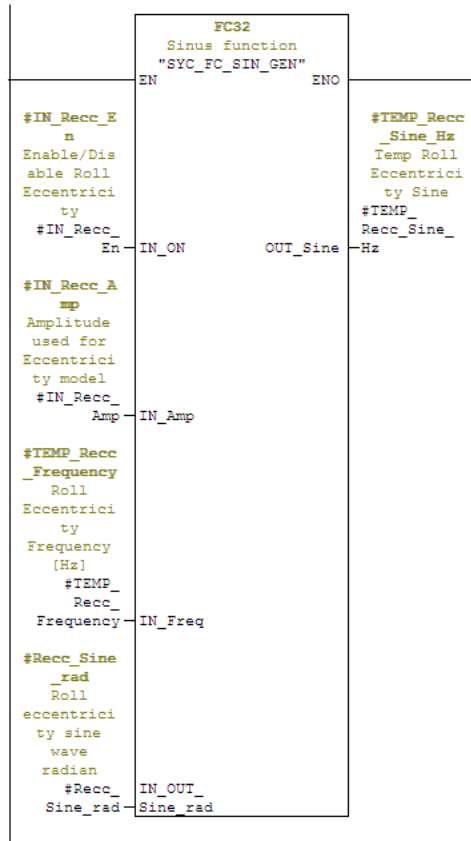 FC32
Sinus function
"SYC_FC_SIN_GEN"
EN ENO
#IN_Recc_E
n
Enable/Dis
able Roll
Eccentrici
ty
#IN_Recc_
En IN_ON
#TEMP_Recc
_Sine_Hz
Temp Roll
Eccentrici
ty Sine
#TEMP_
Recc_Sine_
OUT_Sine Hz
#IN_Recc_A
mp
Amplitude
used for
Eccentrici
ty model
#IN_Recc_
Amp IN_Amp
#TEMP_Recc
_Frequency
Roll
Eccentrici
ty
Frequency
[Hz]
#TEMP_
Recc_
Frequency IN_Freq
#Recc_Sine
_rad
Roll
eccentrici
ty sine
wave
radian
#Recc_ IN_OUT_
Sine_rad Sine_rad